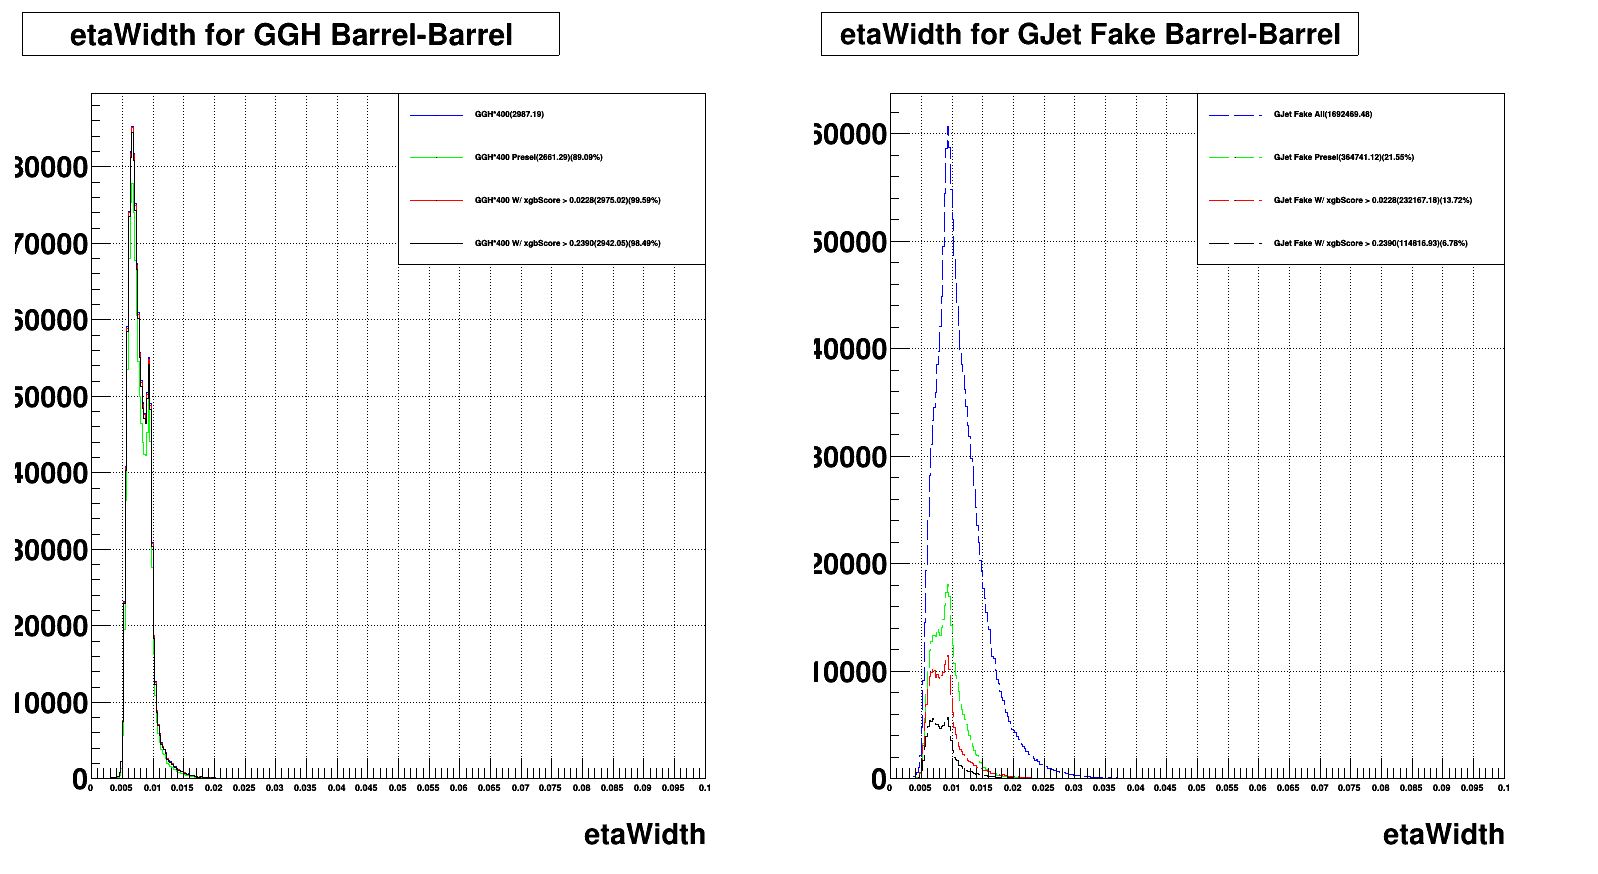 etaWidth for GGH Barrel-Barrel
GGH*400(2987.19)
GGH*400 Presel(2661.29)(89.09%)
GGH*400 W/ xgbScore > 0.0228(2975.02)(99.59%)
GGH*400 W/ xgbScore > 0.2390(2942.05)(98.49%)
80000
70000
60000
50000
40000
30000
20000
10000
0
0 0.005 0.01 0.015 0.02 0.025 0.03 0.035 0.04 0.045 0.05 0.055 0.06 0.065 0.07 0.075 0.08 0.085 0.09 0.095 0.1
etaWidth
etaWidth for GJet Fake Barrel-Barrel
GJet Fake All(1692469.48)
GJet Fake Presel(364741.12)(21.55%)
GJet Fake W/ xgbScore > 0.0228(232167.18)(13.72%)
GJet Fake W/ xgbScore > 0.2390(114816.93)(6.78%)
60000
50000
40000
30000
20000
10000
0
0 0.005 0.01 0.015 0.02 0.025 0.03 0.035 0.04 0.045 0.05 0.055 0.06 0.065 0.07 0.075 0.08 0.085 0.09 0.095 0.1
etaWidth